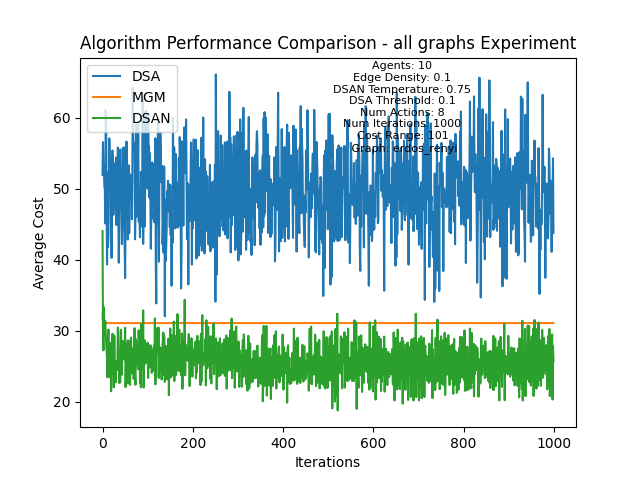 Algorithm Performance Comparison - all graphs Experiment
DSA
MGM
DSAN
Agents: 10
Edge Density: 0.1
DSAN Temperature: 0.75
DSA Threshold: 0.1
Num Actions: 8
Num Iterations: 1000
Cost Range: 101
Graph: erdos_renyi
Average Cost
60
50
40
30
20
0
200
400
600
800
1000
Iterations